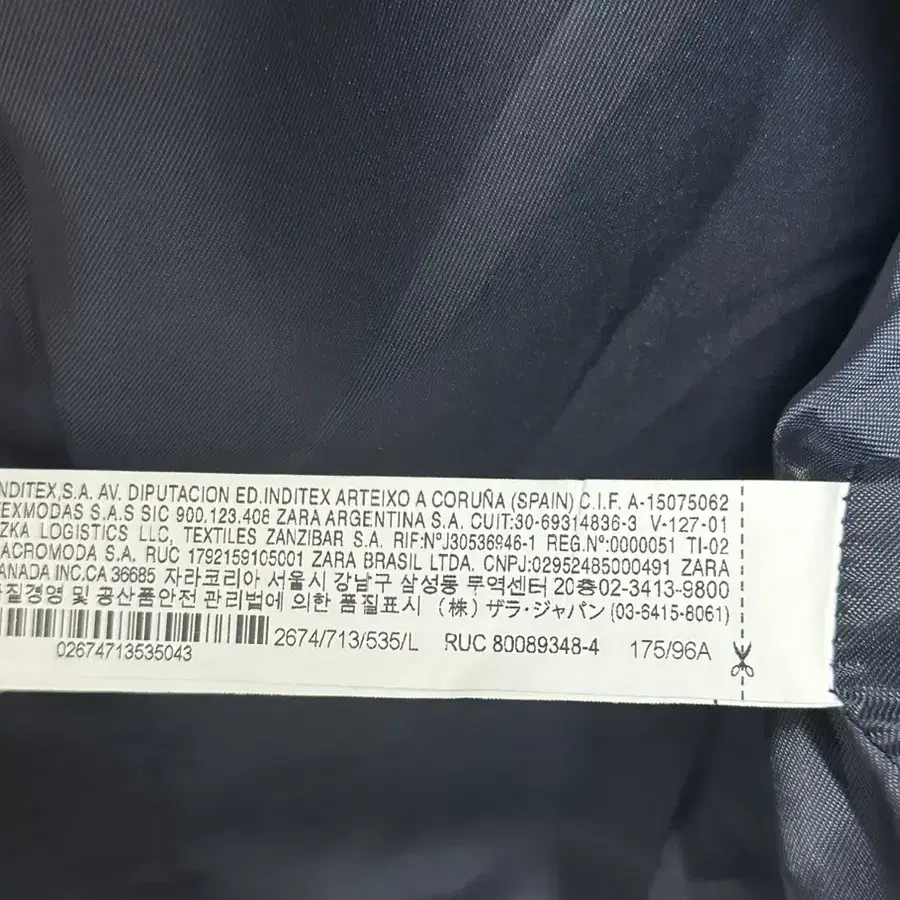 NDITEX,S.A. AV. DIPUTACION ED.INDITEX ARTEIXO A CORUÑA (SPAIN) C.I.F. A-15075062
EXMODAS S.A.S SIC 900.123.408 ZARA ARGENTINA S.A. CUIT:30-69314836-3 V-127-01
ZKA LOGISTICS LLC, TEXTILES ZANZIBAR S.A. RIF:NºJ30536946-1 REG.Nº:0000051 TI-02
ACROMODA S.A. RUC 1792159105001 ZARA BRASIL LTDA. CNPJ:02952485000491 ZARA
ANADA INC.CA 36685 자라코리아 서울시 강남구 삼성동 무역센터 20층02-3413-9800
품질경영 및 공산품안전 관리법에 의한 품질표시 (株) ザラ・ジャパン (03-6415-8061)
2674/713/535/L RUC 80089348-4 175/96A
02674713535043